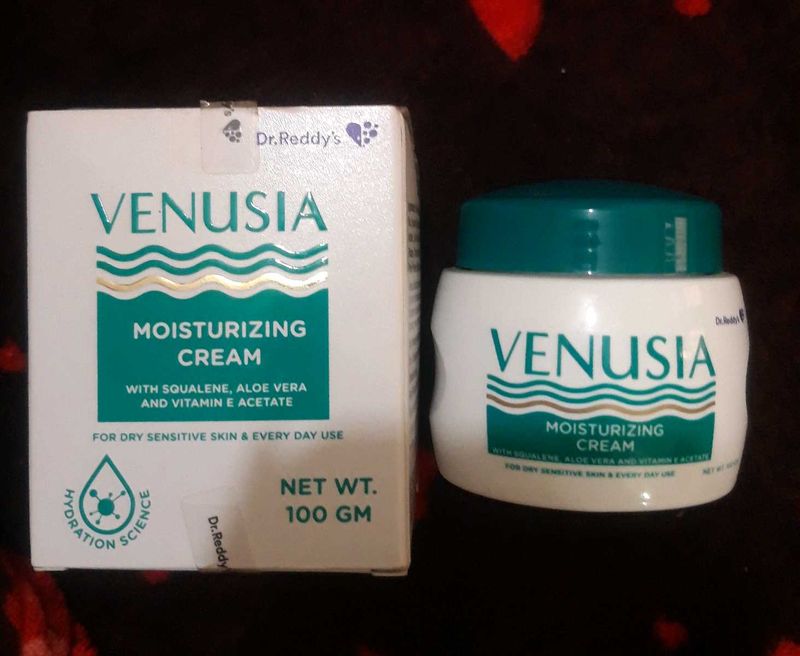 Dr.Reddy's
VENUSIA
MOISTURIZING
CREAM
WITH SQUALENE, ALOE VERA
AND VITAMIN E ACETATE
FOR DRY SENSITIVE SKIN & EVERY DAY USE
HYDRATION SCIENCE
NET WT.
100 GM
Dr.Reddy
Dr.Reddy's
VENUSIA
MOISTURIZING
CREAM
WITH SQUALENE, ALOE VERA AND VITAMIN E ACETATE
FOR DRY SENSITIVE SKIN & EVERY DAY USE
NET WT.